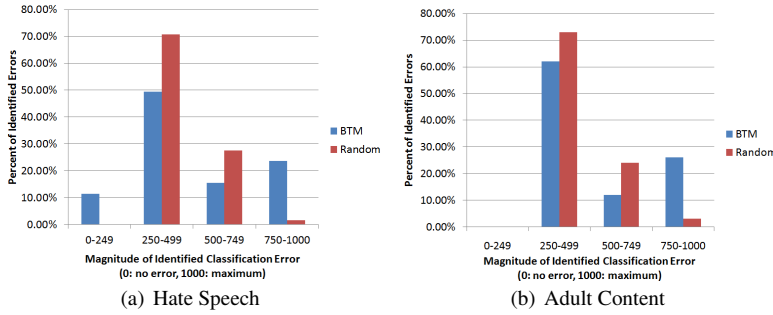 80.00%
70.00%
60.00%
50.00%
40.00%
30.00%
20.00%
10.00%
0.00%
Percent of Identified Errors
0-249 250-499 500-749 750-1000
Magnitude of Identified Classification Error
(0: no error, 1000: maximum)
BTM
Random
(a) Hate Speech
80.00%
70.00%
60.00%
50.00%
40.00%
30.00%
20.00%
10.00%
0.00%
Percent of Identified Errors
0-249 250-499 500-749 750-1000
Magnitude of Identified Classification Error
(0: no error, 1000: maximum)
BTM
Random
(b) Adult Content